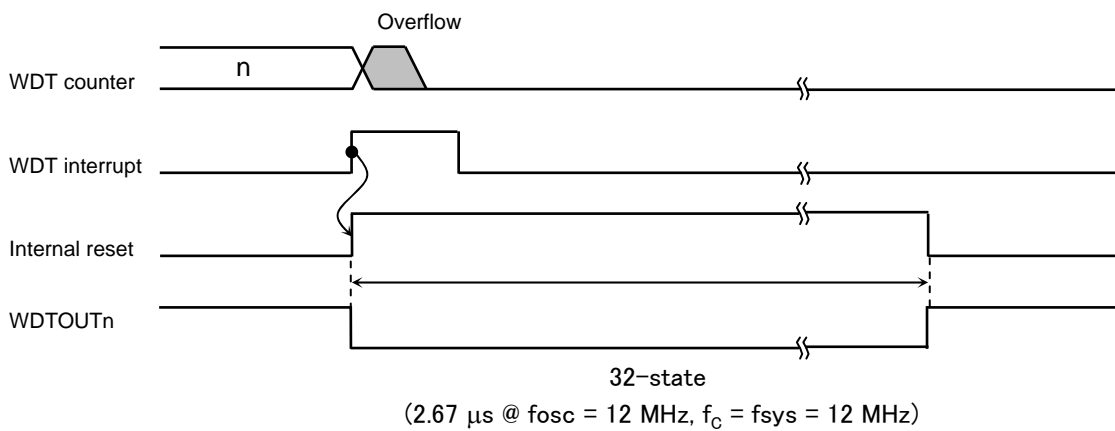 Overflow
WDT counter
n
WDT interrupt
Internal reset
WDTOUTn
32-state
(2.67 μs @ fosc = 12 MHz, fC = fsys = 12 MHz)